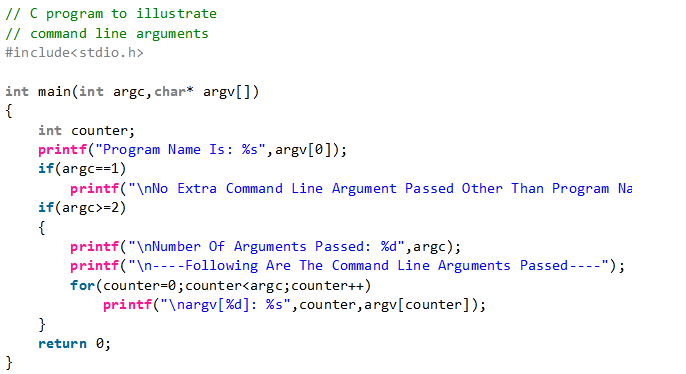 // C program to illustrate
// command line arguments
#include<stdio.h>
int main(int argc,char* argv[])
{
    int counter;
    printf("Program Name Is: %s",argv[0]);
    if(argc==1)
        printf("\nNo Extra Command Line Argument Passed Other Than Program Na
    if(argc>=2)
    {
        printf("\nNumber Of Arguments Passed: %d",argc);
        printf("\n----Following Are The Command Line Arguments Passed----");
        for(counter=0;counter<argc;counter++)
            printf("\nargv[%d]: %s",counter,argv[counter]);
    }
    return 0;
}